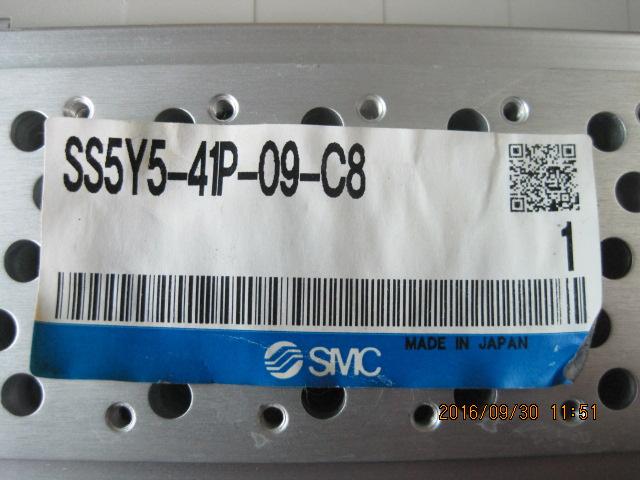 SS5Y5-41P-09-C8
1
SMC
MADE IN JAPAN
2016/09/30 11:51